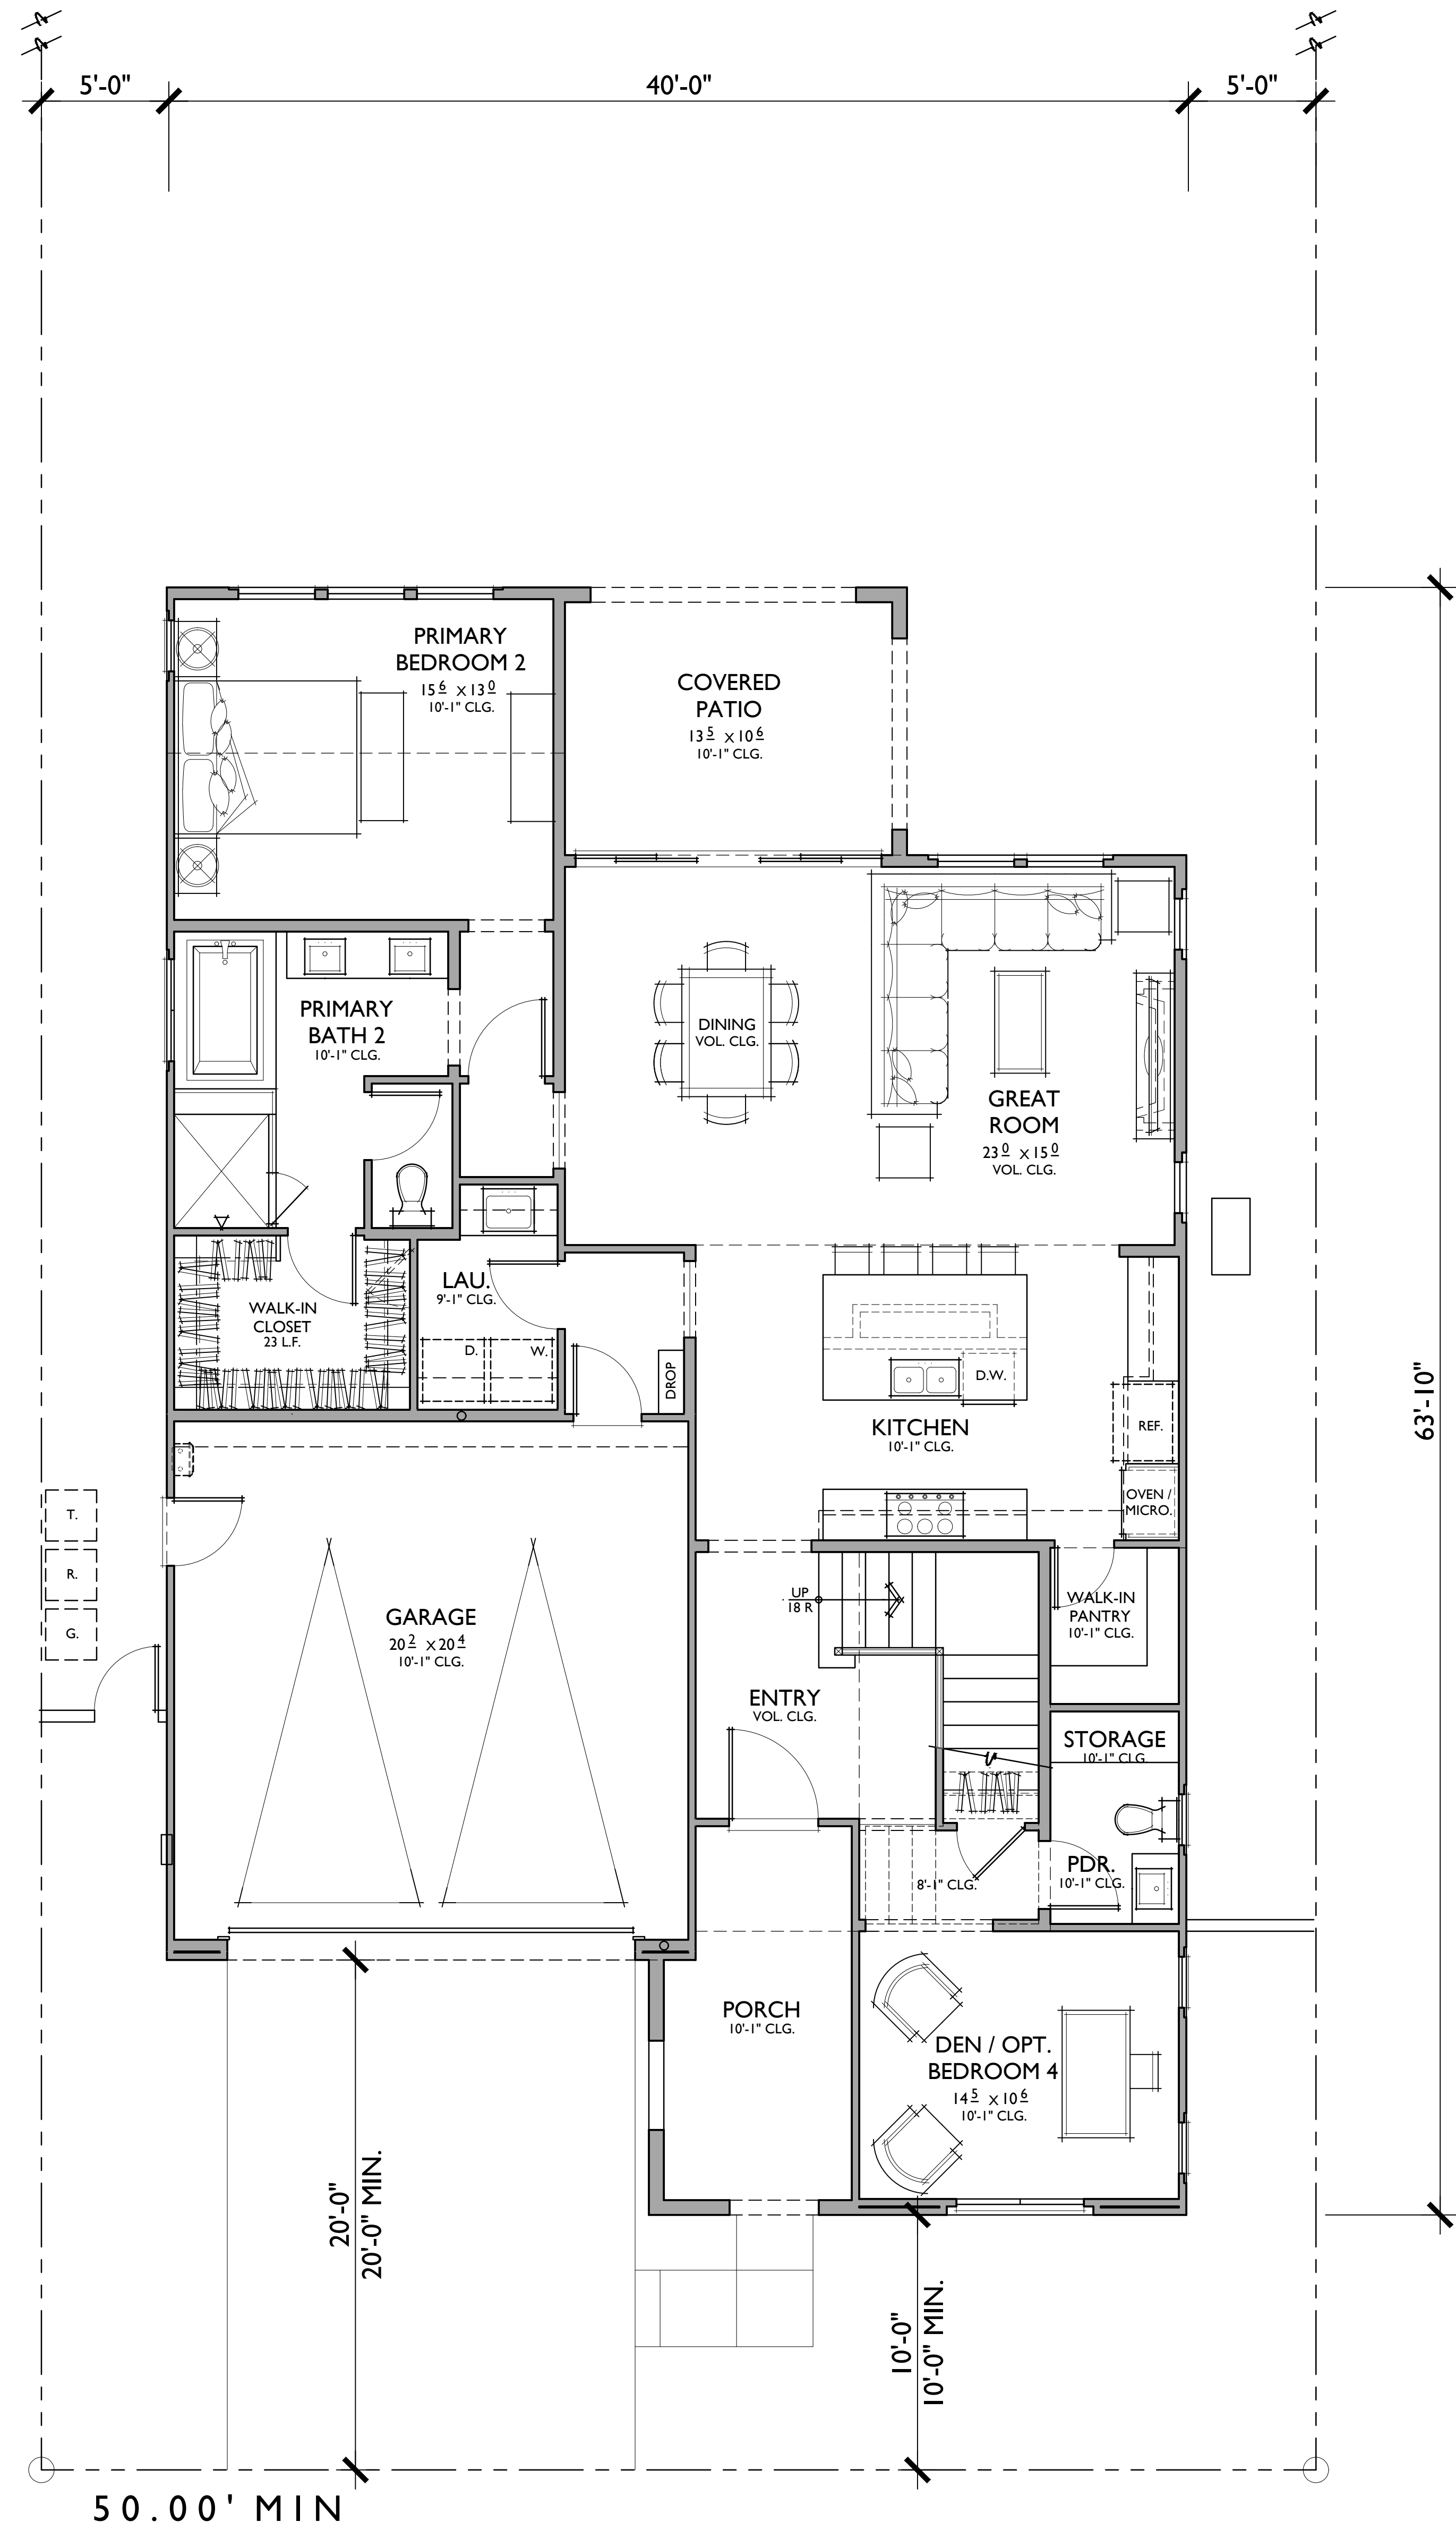 5'-0"
40'-0"
5'-0"
PRIMARY
BEDROOM 2
15 6 X 13 0
10'-1" CLG.
COVERED
PATIO
13 5 X 10 6
10'-1" CLG.
PRIMARY
BATH 2
10'-1" CLG.
DINING
VOL. CLG.
GREAT
ROOM
23 0 X 15 0
VOL. CLG.
LAU.
9'-1" CLG.
WALK-IN
CLOSET
23 L.F.
D.
W.
DROP
D.W.
KITCHEN
10'-1" CLG.
REF.
OVEN /
MICRO.
63'-10"
T.
R.
G.
GARAGE
20 2 X 20 4
10'-1" CLG.
UP
18 R
WALK-IN
PANTRY
10'-1" CLG.
ENTRY
VOL. CLG.
STORAGE
10'-1" CLG.
PDR.
10'-1" CLG.
8'-1" CLG.
PORCH
10'-1" CLG.
DEN / OPT.
BEDROOM 4
14 5 X 10 6
10'-1" CLG.
20'-0"
20'-0" MIN.
10'-0"
10'-0" MIN.
50.00' MIN